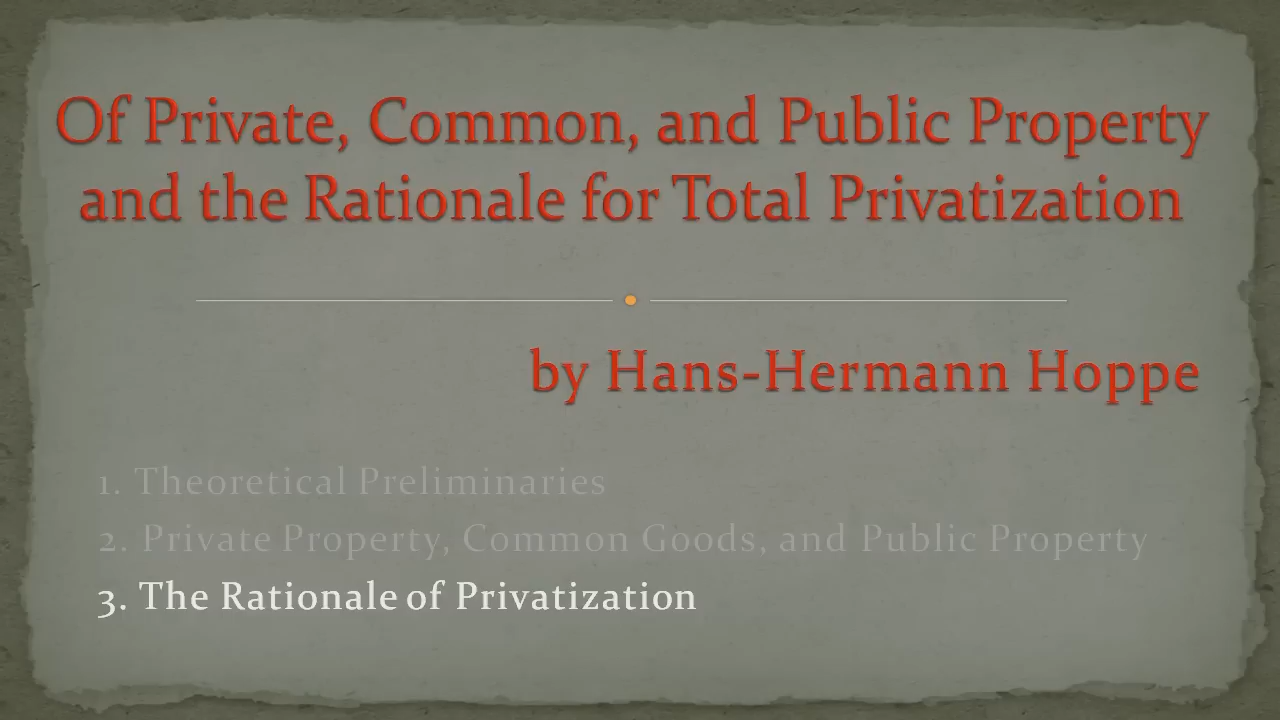 Of Private, Common, and Public Property
and the Rationale for Total Privatization
by Hans-Hermann Hoppe
1. Theoretical Preliminaries
2. Private Property, Common Goods, and Public Property
3. The Rationale of Privatization